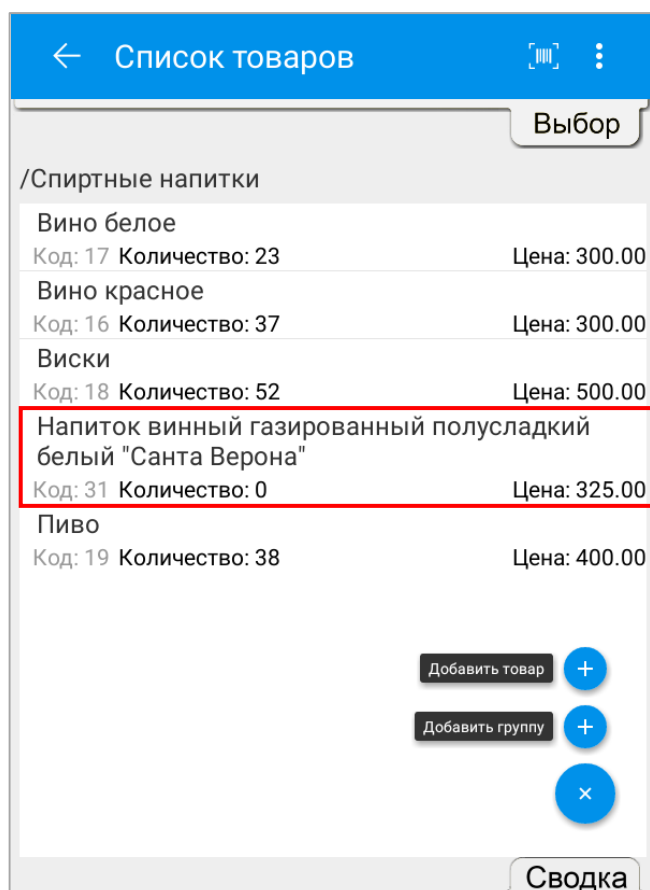 Список товаров
Выбор
/Спиртные напитки
Вино белое
Код: 17 Количество: 23 Цена: 300.00
Вино красное
Код: 16 Количество: 37 Цена: 300.00
Виски
Код: 18 Количество: 52 Цена: 500.00
Напиток винный газированный полусладкий
белый "Санта Верона"
Код: 31 Количество: 0 Цена: 325.00
Пиво
Код: 19 Количество: 38 Цена: 400.00
Добавить товар
Добавить группу
Сводка